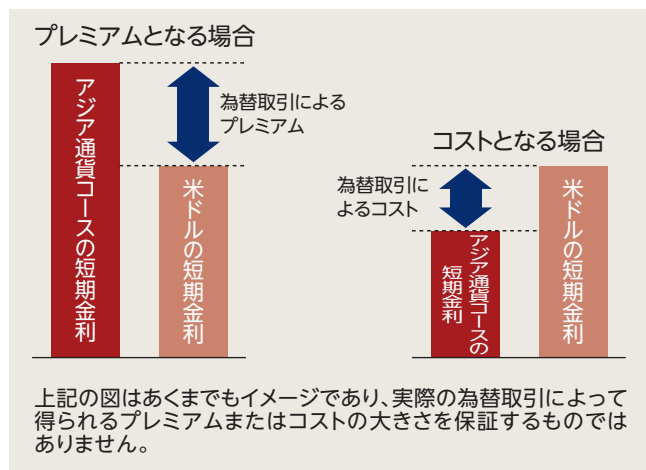 プレミアムとなる場合
アジア通貨コースの短期金利
為替取引による
プレミアム
米ドルの短期金利
コストとなる場合
為替取引に
よるコスト
アジア通貨コースの
短期金利
米ドルの短期金利
上記の図はあくまでもイメージであり、実際の為替取引によって
得られるプレミアムまたはコストの大きさを保証するものでは
ありません。